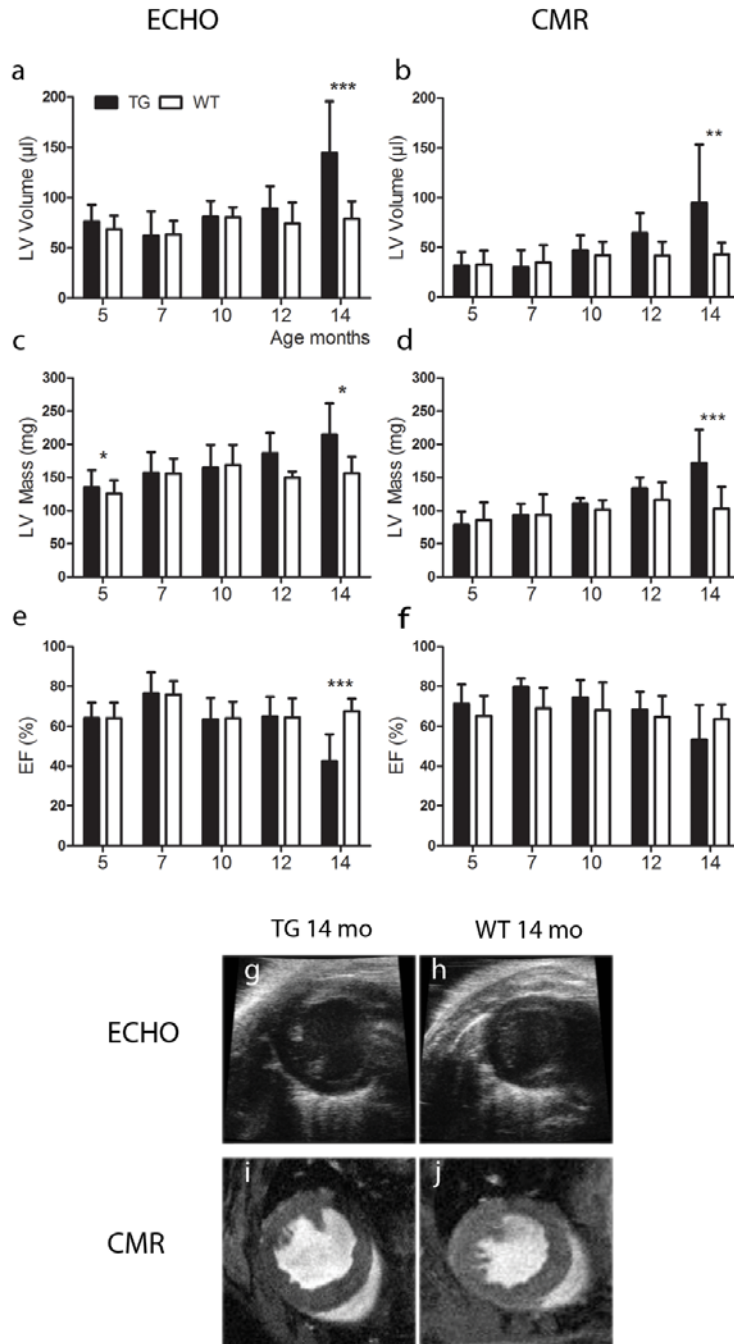 ECHO CMR
a b
TG WT
*** **
LV Volume (µl) LV Volume (µl)
200 200
150 150
100 100
50 50
0 0
5 7 10 12 14 5 7 10 12 14
Age months
c d
LV Mass (mg) LV Mass (mg)
* * ***
300 300
250 250
200 200
150 150
100 100
50 50
0 0
5 7 10 12 14 5 7 10 12 14
e f
EF (%) EF (%)
***
100 100
80 80
60 60
40 40
20 20
0 0
5 7 10 12 14 5 7 10 12 14
TG 14 mo WT 14 mo
g h
ECHO
i j
CMR